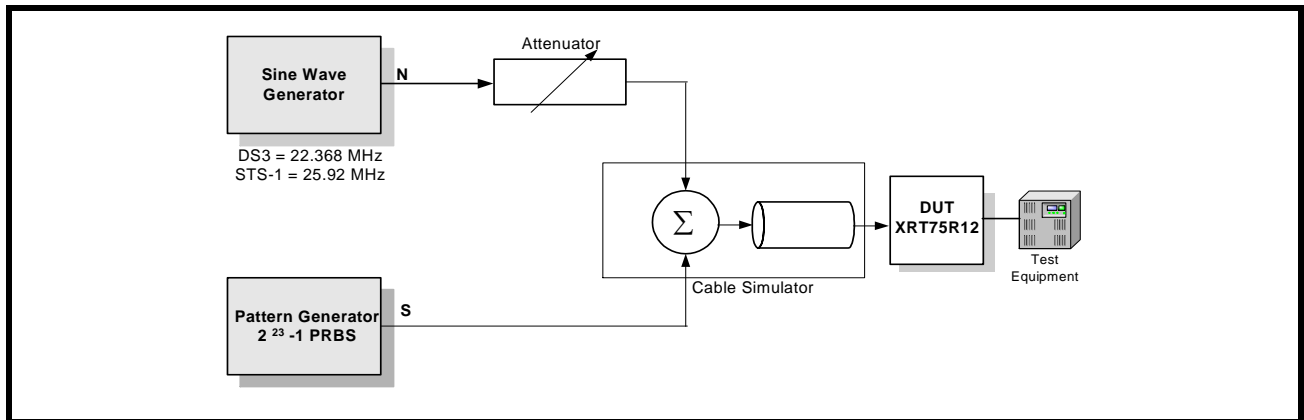 Attenuator
Sine Wave
Generator
N
DS3 = 22.368 MHz
STS-1 = 25.92 MHz
Σ
DUT
XRT75R12
Test
Equipment
Cable Simulator
Pattern Generator
2 ²³ -1 PRBS
S